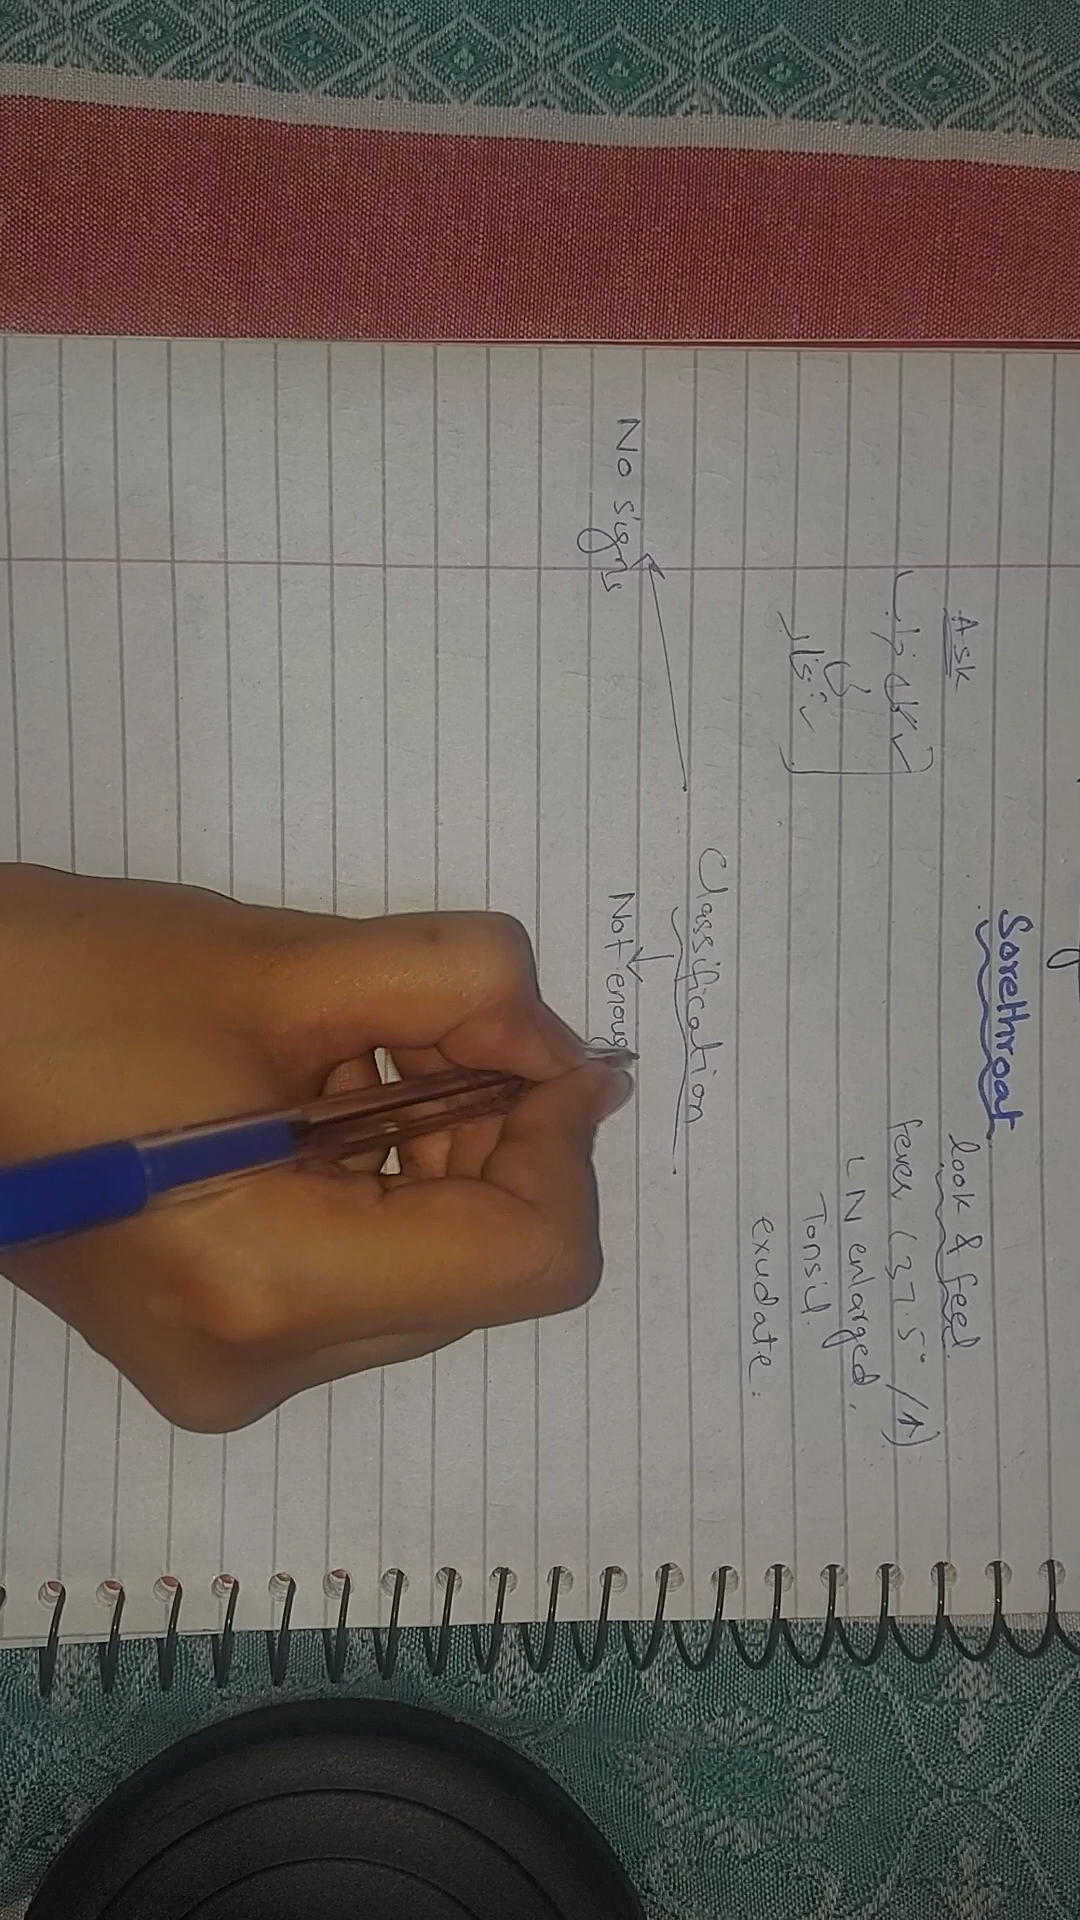 Sorethroat
Ask
look & feel.
fever (37.5° /↑)
LN enlarged.
Tonsil.
exudate.
Classification
No signs
Not enoug